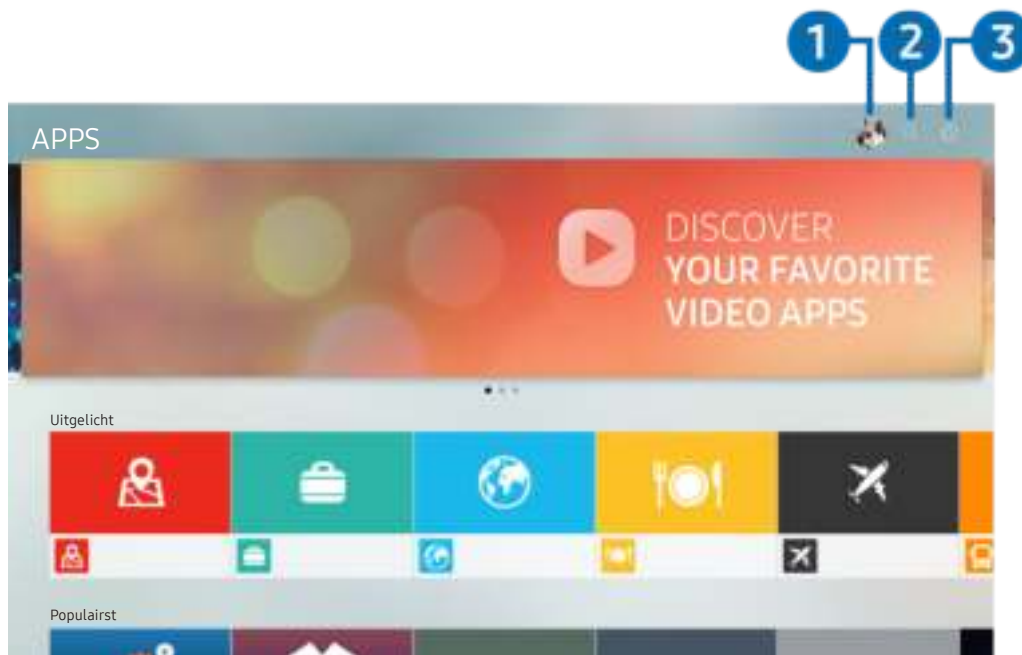 1 2 3
APPS
DISCOVER
YOUR FAVORITE
VIDEO APPS
Uitgelicht
Populairst